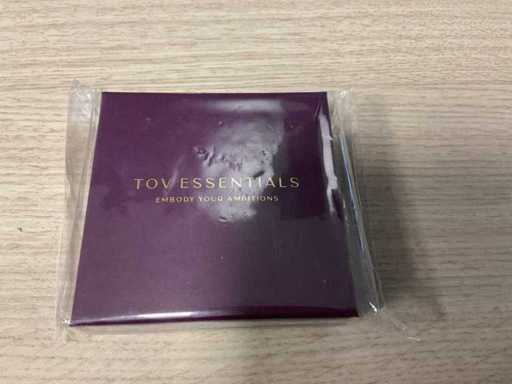 TOV ESSENTIALS
EMBODY YOUR AMBITIONS